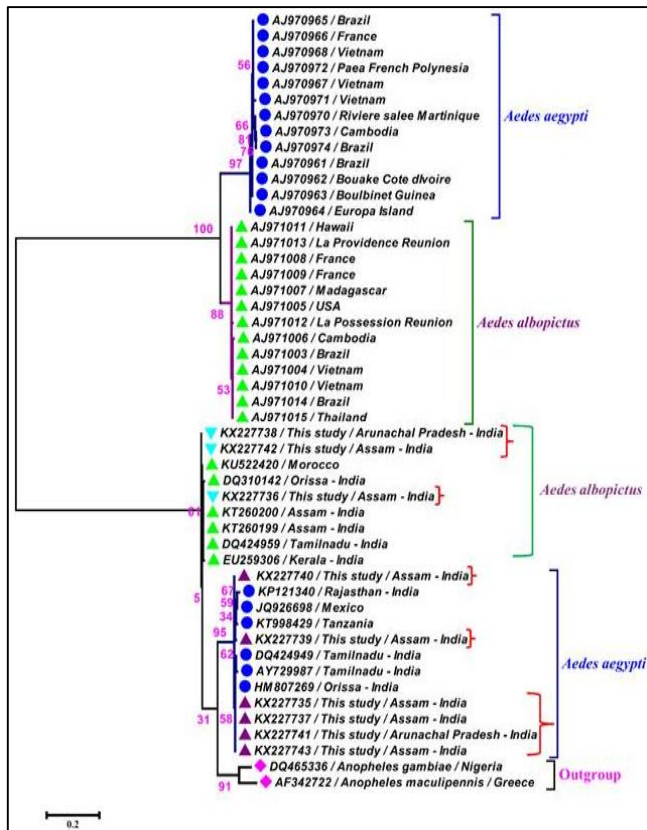 AJ970965 / Brazil
AJ970966 / France
AJ970968 / Vietnam
56
AJ970972 / Paea French Polynesia
AJ970967 / Vietnam
AJ970971 / Vietnam
AJ970970 / Riviere salee Martinique
Aedes aegypti
66
AJ970973 / Cambodia
81
AJ970974 / Brazil
97
AJ970961 / Brazil
AJ970962 / Bouake Cote dIvoire
AJ970963 / Boulbinet Guinea
AJ970964 / Europa Island
100
AJ971011 / Hawaii
AJ971013 / La Providence Reunion
AJ971008 / France
AJ971009 / France
AJ971007 / Madagascar
AJ971005 / USA
88
AJ971012 / La Possession Reunion
Aedes albopictus
AJ971006 / Cambodia
AJ971003 / Brazil
AJ971004 / Vietnam
53
AJ971010 / Vietnam
AJ971014 / Brazil
AJ971015 / Thailand
KX227738 / This study / Arunachal Pradesh - India
KX227742 / This study / Assam - India
KU522420 / Morocco
DQ310142 / Orissa - India
Aedes albopictus
KX227736 / This study / Assam - India
KT260200 / Assam - India
KT260199 / Assam - India
DQ424959 / Tamilnadu - India
EU259306 / Kerala - India
KX227740 / This study / Assam - India
5
67
KP121340 / Rajasthan - India
59
JQ926698 / Mexico
34
KT998429 / Tanzania
95
KX227739 / This study / Assam - India
Aedes aegypti
62
DQ424949 / Tamilnadu - India
AY729987 / Tamilnadu - India
HM807269 / Orissa - India
KX227735 / This study / Assam - India
31
58
KX227737 / This study / Assam - India
KX227741 / This study / Arunachal Pradesh - India
KX227743 / This study / Assam - India
DQ465336 / Anopheles gambiae / Nigeria
Outgroup
91
AF342722 / Anopheles maculipennis / Greece
0.2